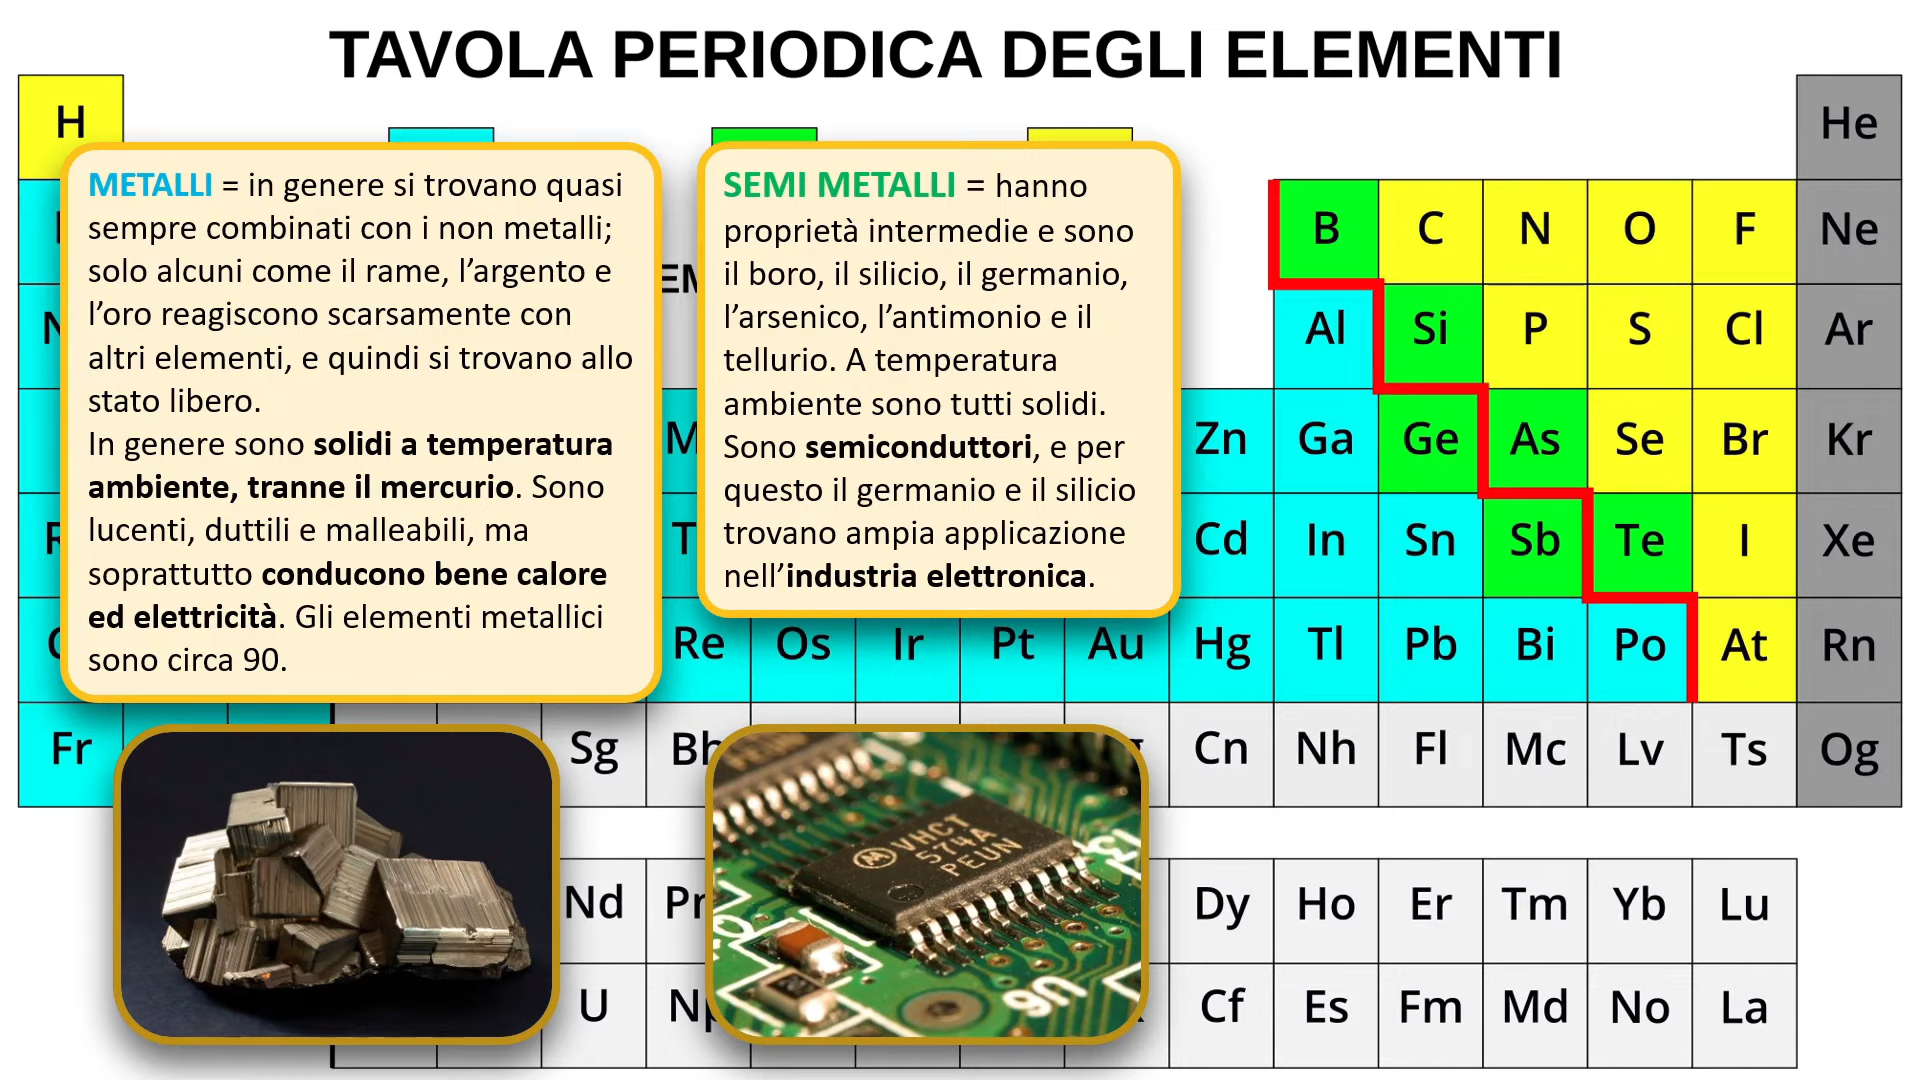 TAVOLA PERIODICA DEGLI ELEMENTI
H
He
METALLI = in genere si trovano quasi
sempre combinati con i non metalli;
solo alcuni come il rame, l'argento e
l'oro reagiscono scarsamente con
altri elementi, e quindi si trovano allo
stato libero.
In genere sono solidi a temperatura
ambiente, tranne il mercurio. Sono
lucenti, duttili e malleabili, ma
soprattutto conducono bene calore
ed elettricità. Gli elementi metallici
sono circa 90.
SEMI METALLI = hanno
proprietà intermedie e sono
il boro, il silicio, il germanio,
l'arsenico, l'antimonio e il
tellurio. A temperatura
ambiente sono tutti solidi.
Sono semiconduttori, e per
questo il germanio e il silicio
trovano ampia applicazione
nell'industria elettronica.
B C N O F Ne
Al Si P S Cl Ar
Zn Ga Ge As Se Br Kr
Cd In Sn Sb Te I Xe
Re Os Ir Pt Au Hg Tl Pb Bi Po At Rn
Fr Sg Bh Cn Nh Fl Mc Lv Ts Og
VHCT
574A
PEUN
Nd Pr Dy Ho Er Tm Yb Lu
U Np Cf Es Fm Md No La